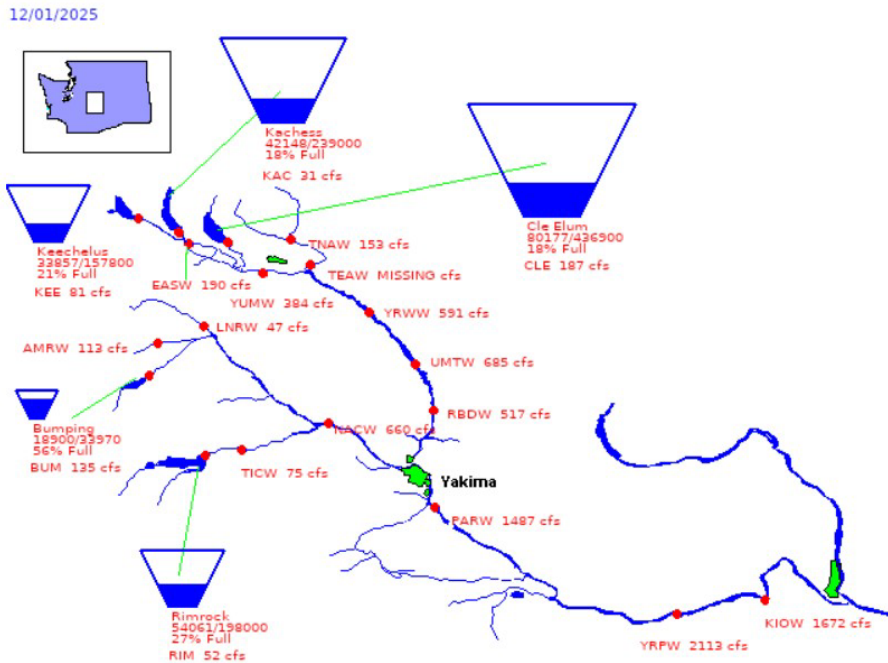 12/01/2025
Kachess
42148/239000
18% Full
KAC 31 cfs
Cle Elum
80177/436900
18% Full
CLE 187 cfs
Keechelus
33857/157800
21% Full
KEE 81 cfs
TNAW 153 cfs
TEAW MISSING cfs
EASW 190 cfs
YUMW 384 cfs
YRWW 591 cfs
LNRW 47 cfs
AMRW 113 cfs
UMTW 685 cfs
RBDW 517 cfs
Bumping
18900/33970
56% Full
BUM 135 cfs
NACW 660 cfs
TICW 75 cfs
Yakima
PARW 1487 cfs
Rimrock
54061/198000
27% Full
RIM 52 cfs
YRPW 2113 cfs
KIOW 1672 cfs